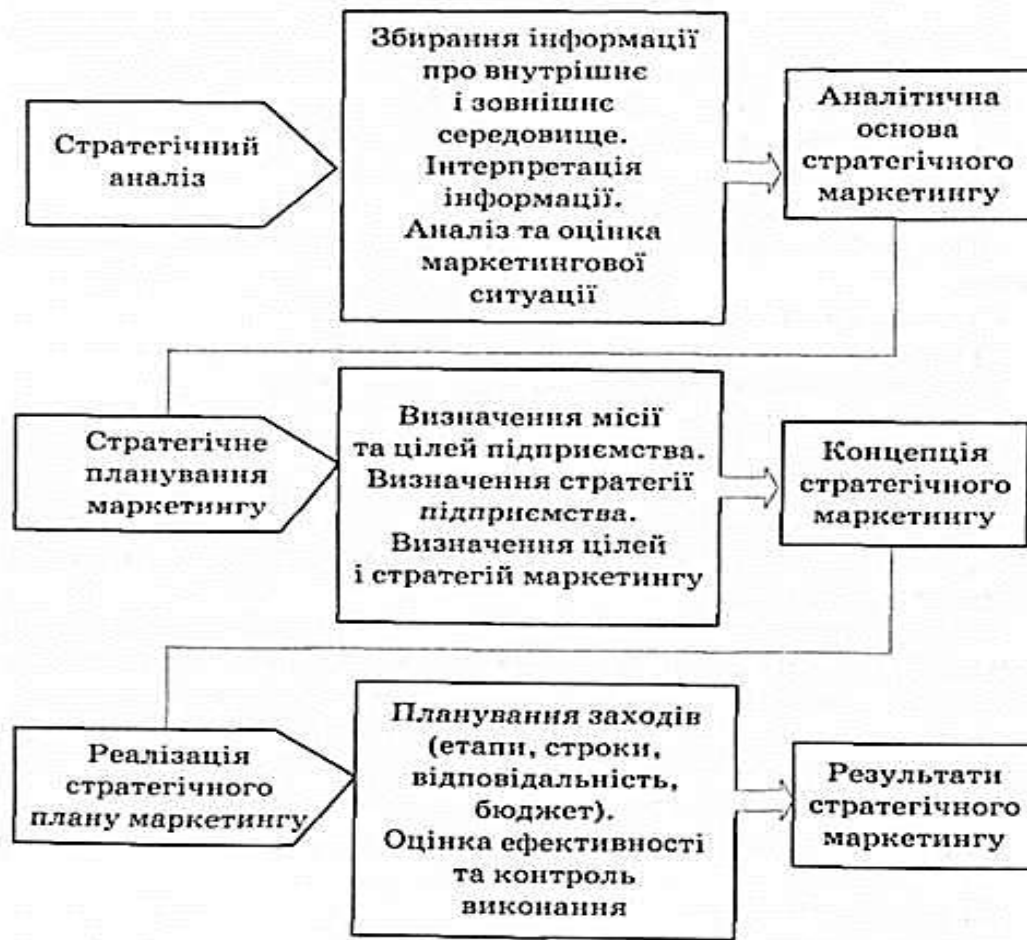 Стратегічний
аналіз
Збирання інформації
про внутрішнє
і зовнішнє
середовище.
Інтерпретація
інформації.
Аналіз та оцінка
маркетингової
ситуації
Аналітична
основа
стратегічного
маркетингу
Стратегічне
планування
маркетингу
Визначення місії
та цілей підприємства.
Визначення стратегії
підприємства.
Визначення цілей
і стратегій маркетингу
Концепція
стратегічного
маркетингу
Реалізація
стратегічного
плану маркетингу
Планування заходів
(етапи, строки,
відповідальність,
бюджет).
Оцінка ефективності
та контроль
виконання
Результати
стратегічного
маркетингу